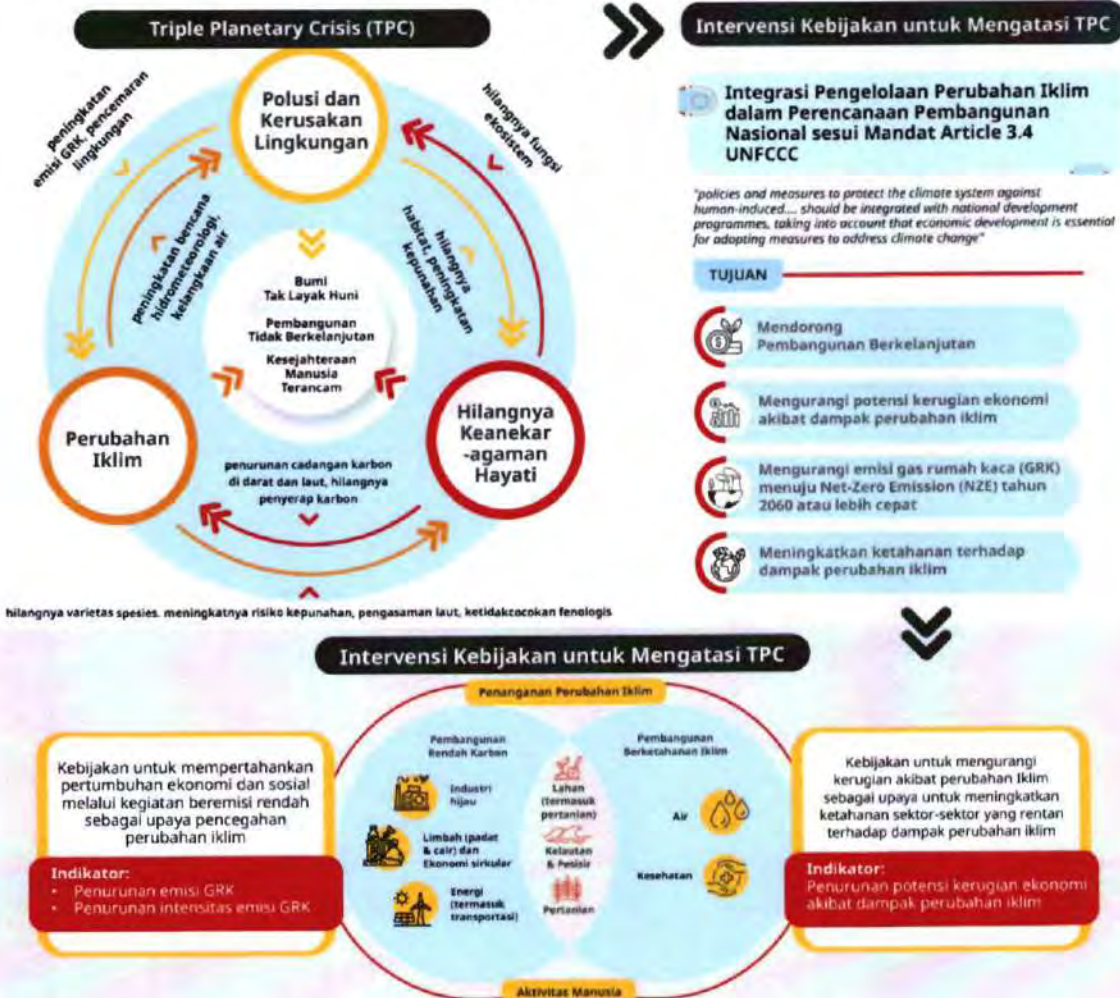 Triple Planetary Crisis (TPC)
peningkatan
emisi GRK, pencemaran
lingkungan
Polusi dan
Kerusakan
Lingkungan
hilangnya fungsi
ekosistem
peningkatan bencana
hidrometeorologi,
kelangkaan air
hilangnya
habitat, peningkatan
kepunahan
Bumi
Tak Layak Huni
Pembangunan
Tidak Berkelanjutan
Kesejahteraan
Manusia
Terancam
Perubahan
Iklim
Hilangnya
Keanekar
-agaman
Hayati
penurunan cadangan karbon
di darat dan laut, hilangnya
penyerap karbon
hilangnya varietas spesies. meningkatnya risiko kepunahan, pengasaman laut, ketidakcocokan fenologis
Intervensi Kebijakan untuk Mengatasi TPC
Integrasi Pengelolaan Perubahan Iklim
dalam Perencanaan Pembangunan
Nasional sesui Mandat Article 3.4
UNFCCC
"policies and measures to protect the climate system against
human-induced.... should be integrated with national development
programmes, taking into account that economic development is essential
for adopting measures to address climate change"
TUJUAN
Mendorong
Pembangunan Berkelanjutan
Mengurangi potensi kerugian ekonomi
akibat dampak perubahan iklim
Mengurangi emisi gas rumah kaca (GRK)
menuju Net-Zero Emission (NZE) tahun
2060 atau lebih cepat
Meningkatkan ketahanan terhadap
dampak perubahan iklim
Intervensi Kebijakan untuk Mengatasi TPC
Penanganan Perubahan Iklim
Kebijakan untuk mempertahankan
pertumbuhan ekonomi dan sosial
melalui kegiatan beremisi rendah
sebagai upaya pencegahan
perubahan iklim
Indikator:
• Penurunan emisi GRK
• Penurunan intensitas emisi GRK
Pembangunan
Rendah Karbon
Industri
hijau
Limbah (padat
& cair) dan
Ekonomi sirkular
Energi
(termasuk
transportasi)
Lahan
(termasuk
pertanian)
Kelautan
& Pesisir
Pertanian
Pembangunan
Berketahanan Iklim
Air
Kesehatan
Kebijakan untuk mengurangi
kerugian akibat perubahan Iklim
sebagai upaya untuk meningkatkan
ketahanan sektor-sektor yang rentan
terhadap dampak perubahan iklim
Indikator:
Penurunan potensi kerugian ekonomi
akibat dampak perubahan iklim
Aktivitas Manusia